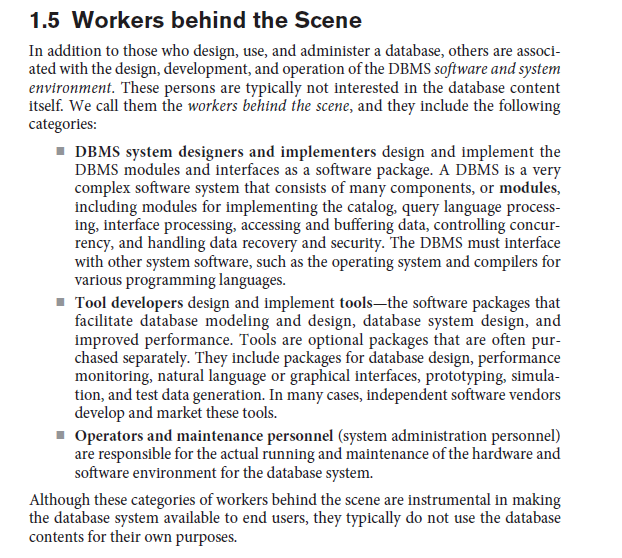 1.5 Workers behind the Scene
In addition to those who design, use, and administer a database, others are associ-
ated with the design, development, and operation of the DBMS software and system
environment. These persons are typically not interested in the database content
itself. We call them the workers behind the scene, and they include the following
categories:
■ DBMS system designers and implementers design and implement the
DBMS modules and interfaces as a software package. A DBMS is a very
complex software system that consists of many components, or modules,
including modules for implementing the catalog, query language process-
ing, interface processing, accessing and buffering data, controlling concur-
rency, and handling data recovery and security. The DBMS must interface
with other system software, such as the operating system and compilers for
various programming languages.
■ Tool developers design and implement tools—the software packages that
facilitate database modeling and design, database system design, and
improved performance. Tools are optional packages that are often pur-
chased separately. They include packages for database design, performance
monitoring, natural language or graphical interfaces, prototyping, simula-
tion, and test data generation. In many cases, independent software vendors
develop and market these tools.
■ Operators and maintenance personnel (system administration personnel)
are responsible for the actual running and maintenance of the hardware and
software environment for the database system.
Although these categories of workers behind the scene are instrumental in making
the database system available to end users, they typically do not use the database
contents for their own purposes.